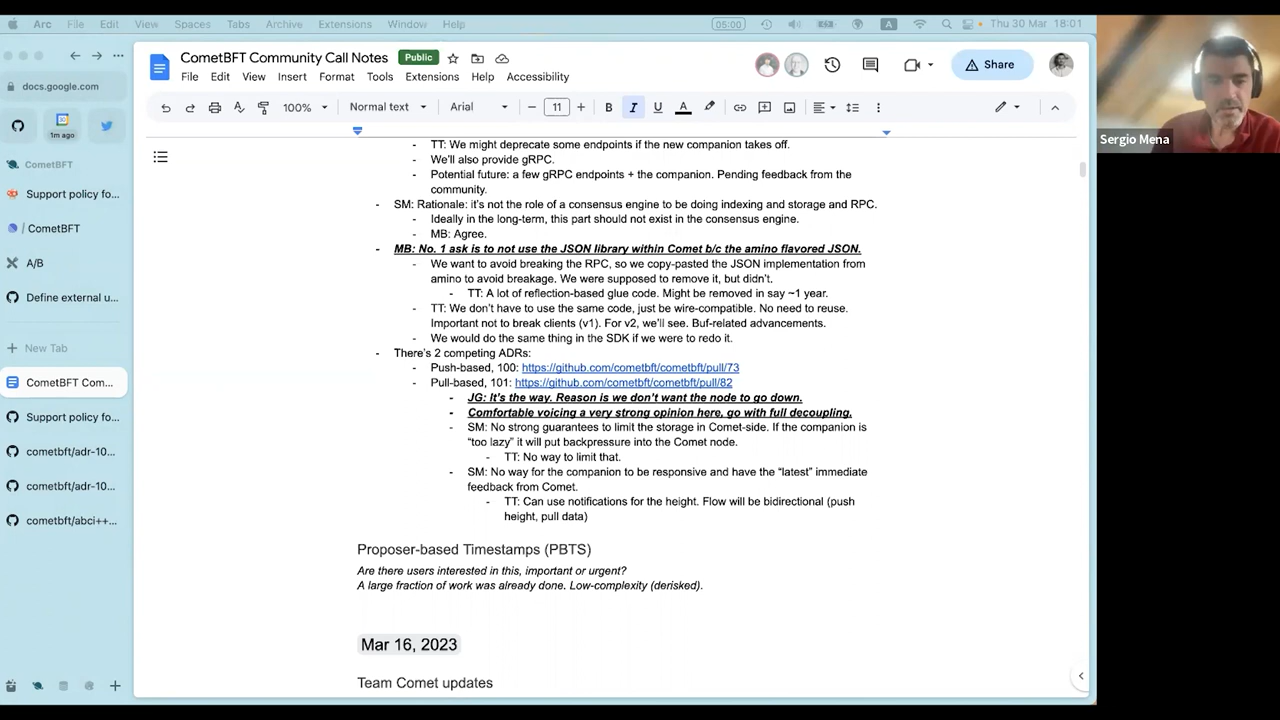 Arc File Edit View Spaces Tabs Archive Extensions Window Help 05:00 A Thu 30 Mar 18:01
docs.google.com
1m ago
CometBFT
Support policy fo...
/ CometBFT
A/B
Define external u...
New Tab
CometBFT Com...
Support policy fo...
cometbft/adr-10...
cometbft/adr-10...
cometbft/abci++...
CometBFT Community Call Notes Public
File Edit View Insert Format Tools Extensions Help Accessibility
Share
100% Normal text Arial 11 B I U A
- TT: We might deprecate some endpoints if the new companion takes off.
- We'll also provide gRPC.
- Potential future: a few gRPC endpoints + the companion. Pending feedback from the
community.
- SM: Rationale: it's not the role of a consensus engine to be doing indexing and storage and RPC.
- Ideally in the long-term, this part should not exist in the consensus engine.
- MB: Agree.
- MB: No. 1 ask is to not use the JSON library within Comet b/c the amino flavored JSON.
- We want to avoid breaking the RPC, so we copy-pasted the JSON implementation from
amino to avoid breakage. We were supposed to remove it, but didn't.
- TT: A lot of reflection-based glue code. Might be removed in say ~1 year.
- TT: We don't have to use the same code, just be wire-compatible. No need to reuse.
Important not to break clients (v1). For v2, we'll see. Buf-related advancements.
- We would do the same thing in the SDK if we were to redo it.
- There's 2 competing ADRs:
- Push-based, 100: https://github.com/cometbft/cometbft/pull/73
- Pull-based, 101: https://github.com/cometbft/cometbft/pull/82
- JG: It's the way. Reason is we don't want the node to go down.
- Comfortable voicing a very strong opinion here, go with full decoupling.
- SM: No strong guarantees to limit the storage in Comet-side. If the companion is
"too lazy" it will put backpressure into the Comet node.
- TT: No way to limit that.
- SM: No way for the companion to be responsive and have the "latest" immediate
feedback from Comet.
- TT: Can use notifications for the height. Flow will be bidirectional (push
height, pull data)
Proposer-based Timestamps (PBTS)
Are there users interested in this, important or urgent?
A large fraction of work was already done. Low-complexity (derisked).
Mar 16, 2023
Team Comet updates
Sergio Mena